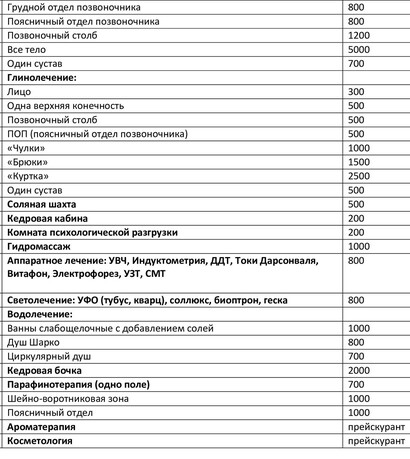 Грудной отдел позвоночника 800
Поясничный отдел позвоночника 800
Позвоночный столб 1200
Все тело 5000
Один сустав 700
Глинолечение:
Лицо 300
Одна верхняя конечность 500
Позвоночный столб 500
ПОП (поясничный отдел позвоночника) 500
«Чулки» 1000
«Брюки» 1500
«Куртка» 2500
Один сустав 500
Соляная шахта 500
Кедровая кабина 200
Комната психологической разгрузки 200
Гидромассаж 1000
Аппаратное лечение: УВЧ, Индуктометрия, ДДТ, Токи Дарсонваля, 800
Витафон, Электрофорез, УЗТ, СМТ
Светолечение: УФО (тубус, кварц), соллюкс, биоптрон, геска 800
Водолечение:
Ванны слабощелочные с добавлением солей 1000
Душ Шарко 800
Циркулярный душ 700
Кедровая бочка 2000
Парафинотерапия (одно поле) 700
Шейно-воротниковая зона 1000
Поясничный отдел 1000
Ароматерапия прейскурант
Косметология прейскурант